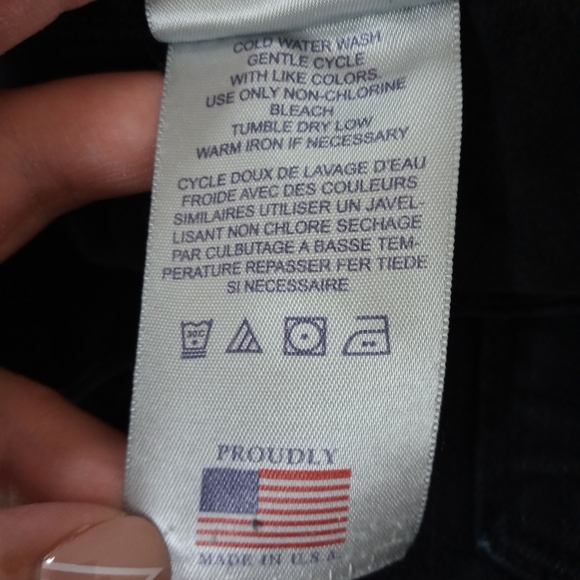 COLD WATER WASH
GENTLE CYCLE
WITH LIKE COLORS.
USE ONLY NON-CHLORINE
BLEACH
TUMBLE DRY LOW
WARM IRON IF NECESSARY
CYCLE DOUX DE LAVAGE D'EAU
FROIDE AVEC DES COULEURS
SIMILAIRES UTILISER UN JAVEL-
LISANT NON CHLORE SECHAGE
PAR CULBUTAGE A BASSE TEM-
PERATURE REPASSER FER TIEDE
SI NECESSAIRE
30C
PROUDLY
MADE IN U.S.A.